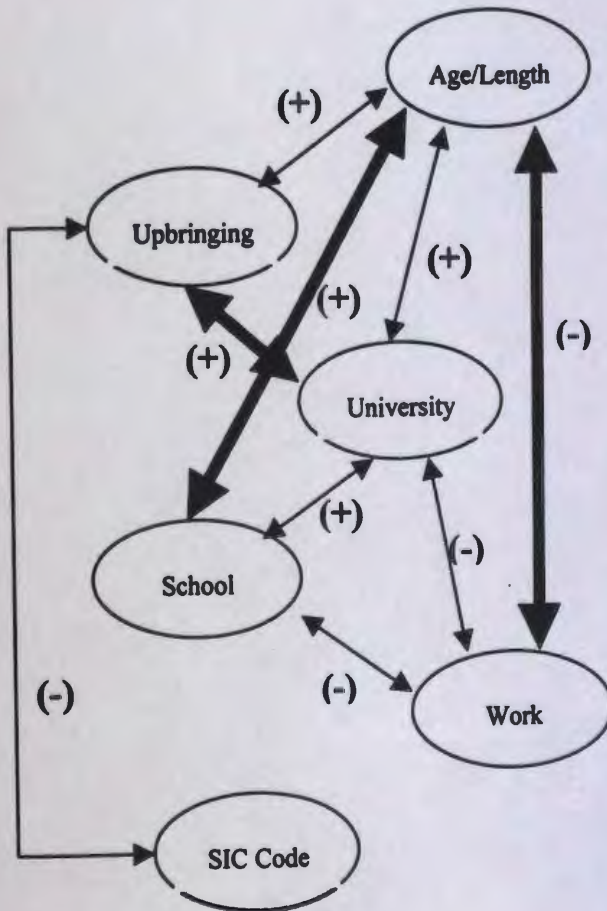 Age/Length
(+)
Upbringing
(+)
(+)
(-)
(+)
University
(+)
(-)
School
(-)
(-)
Work
SIC Code